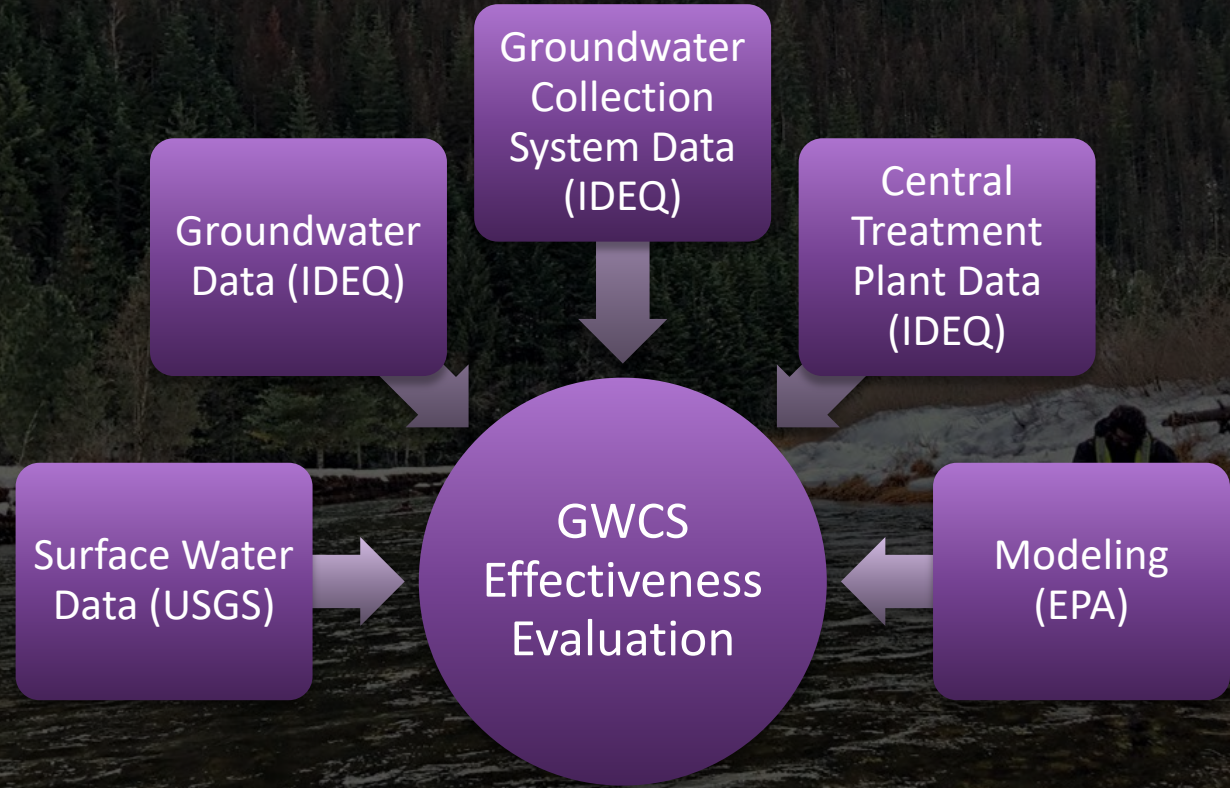 Groundwater
Collection
System Data
(IDEQ)
Groundwater
Data (IDEQ)
Central
Treatment
Plant Data
(IDEQ)
Surface Water
Data (USGS)
GWCS
Effectiveness
Evaluation
Modeling
(EPA)